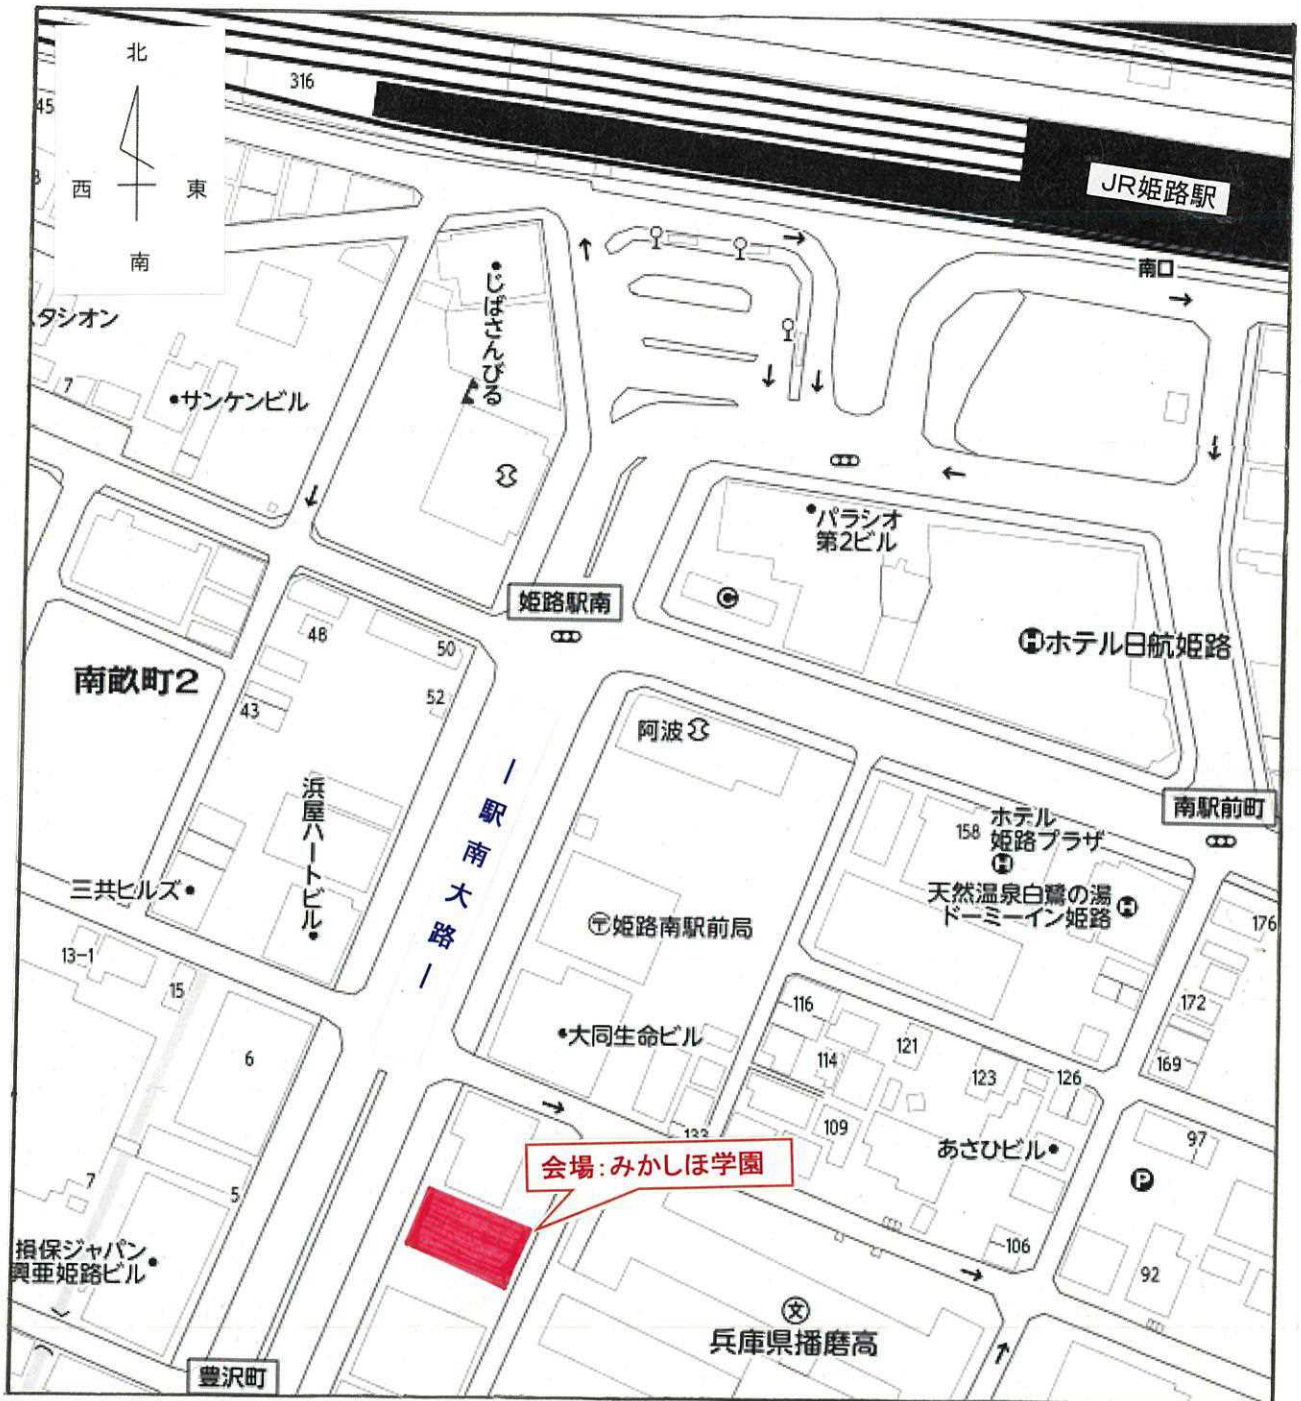 北
西
東
南
316
45
JR姫路駅
南口
じばさんびる
タシオン
7
サンケンビル
パラシオ
第2ビル
姫路駅南
ホテル日航姫路
48
50
52
43
南畝町2
阿波
浜屋ハートビル
ー駅南大路ー
南駅前町
158
ホテル
姫路プラザ
天然温泉白鷺の湯
ドーミーイン姫路
三共ヒルズ
〒姫路南駅前局
176
13-1
15
172
116
大同生命ビル
6
114
121
123
126
169
133
109
97
あさひビル
会場:みかしほ学園
P
7
5
損保ジャパン
興亜姫路ビル
106
92
文
兵庫県播磨高
豊沢町